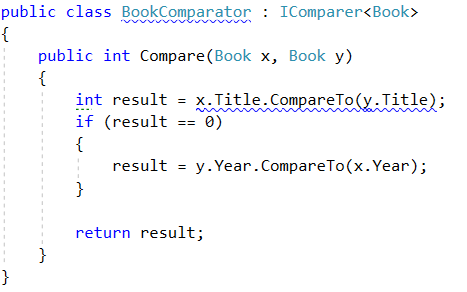 public class BookComparator : IComparer<Book>
{
    public int Compare(Book x, Book y)
    {
        int result = x.Title.CompareTo(y.Title);
        if (result == 0)
        {
            result = y.Year.CompareTo(x.Year);
        }

        return result;
    }
}